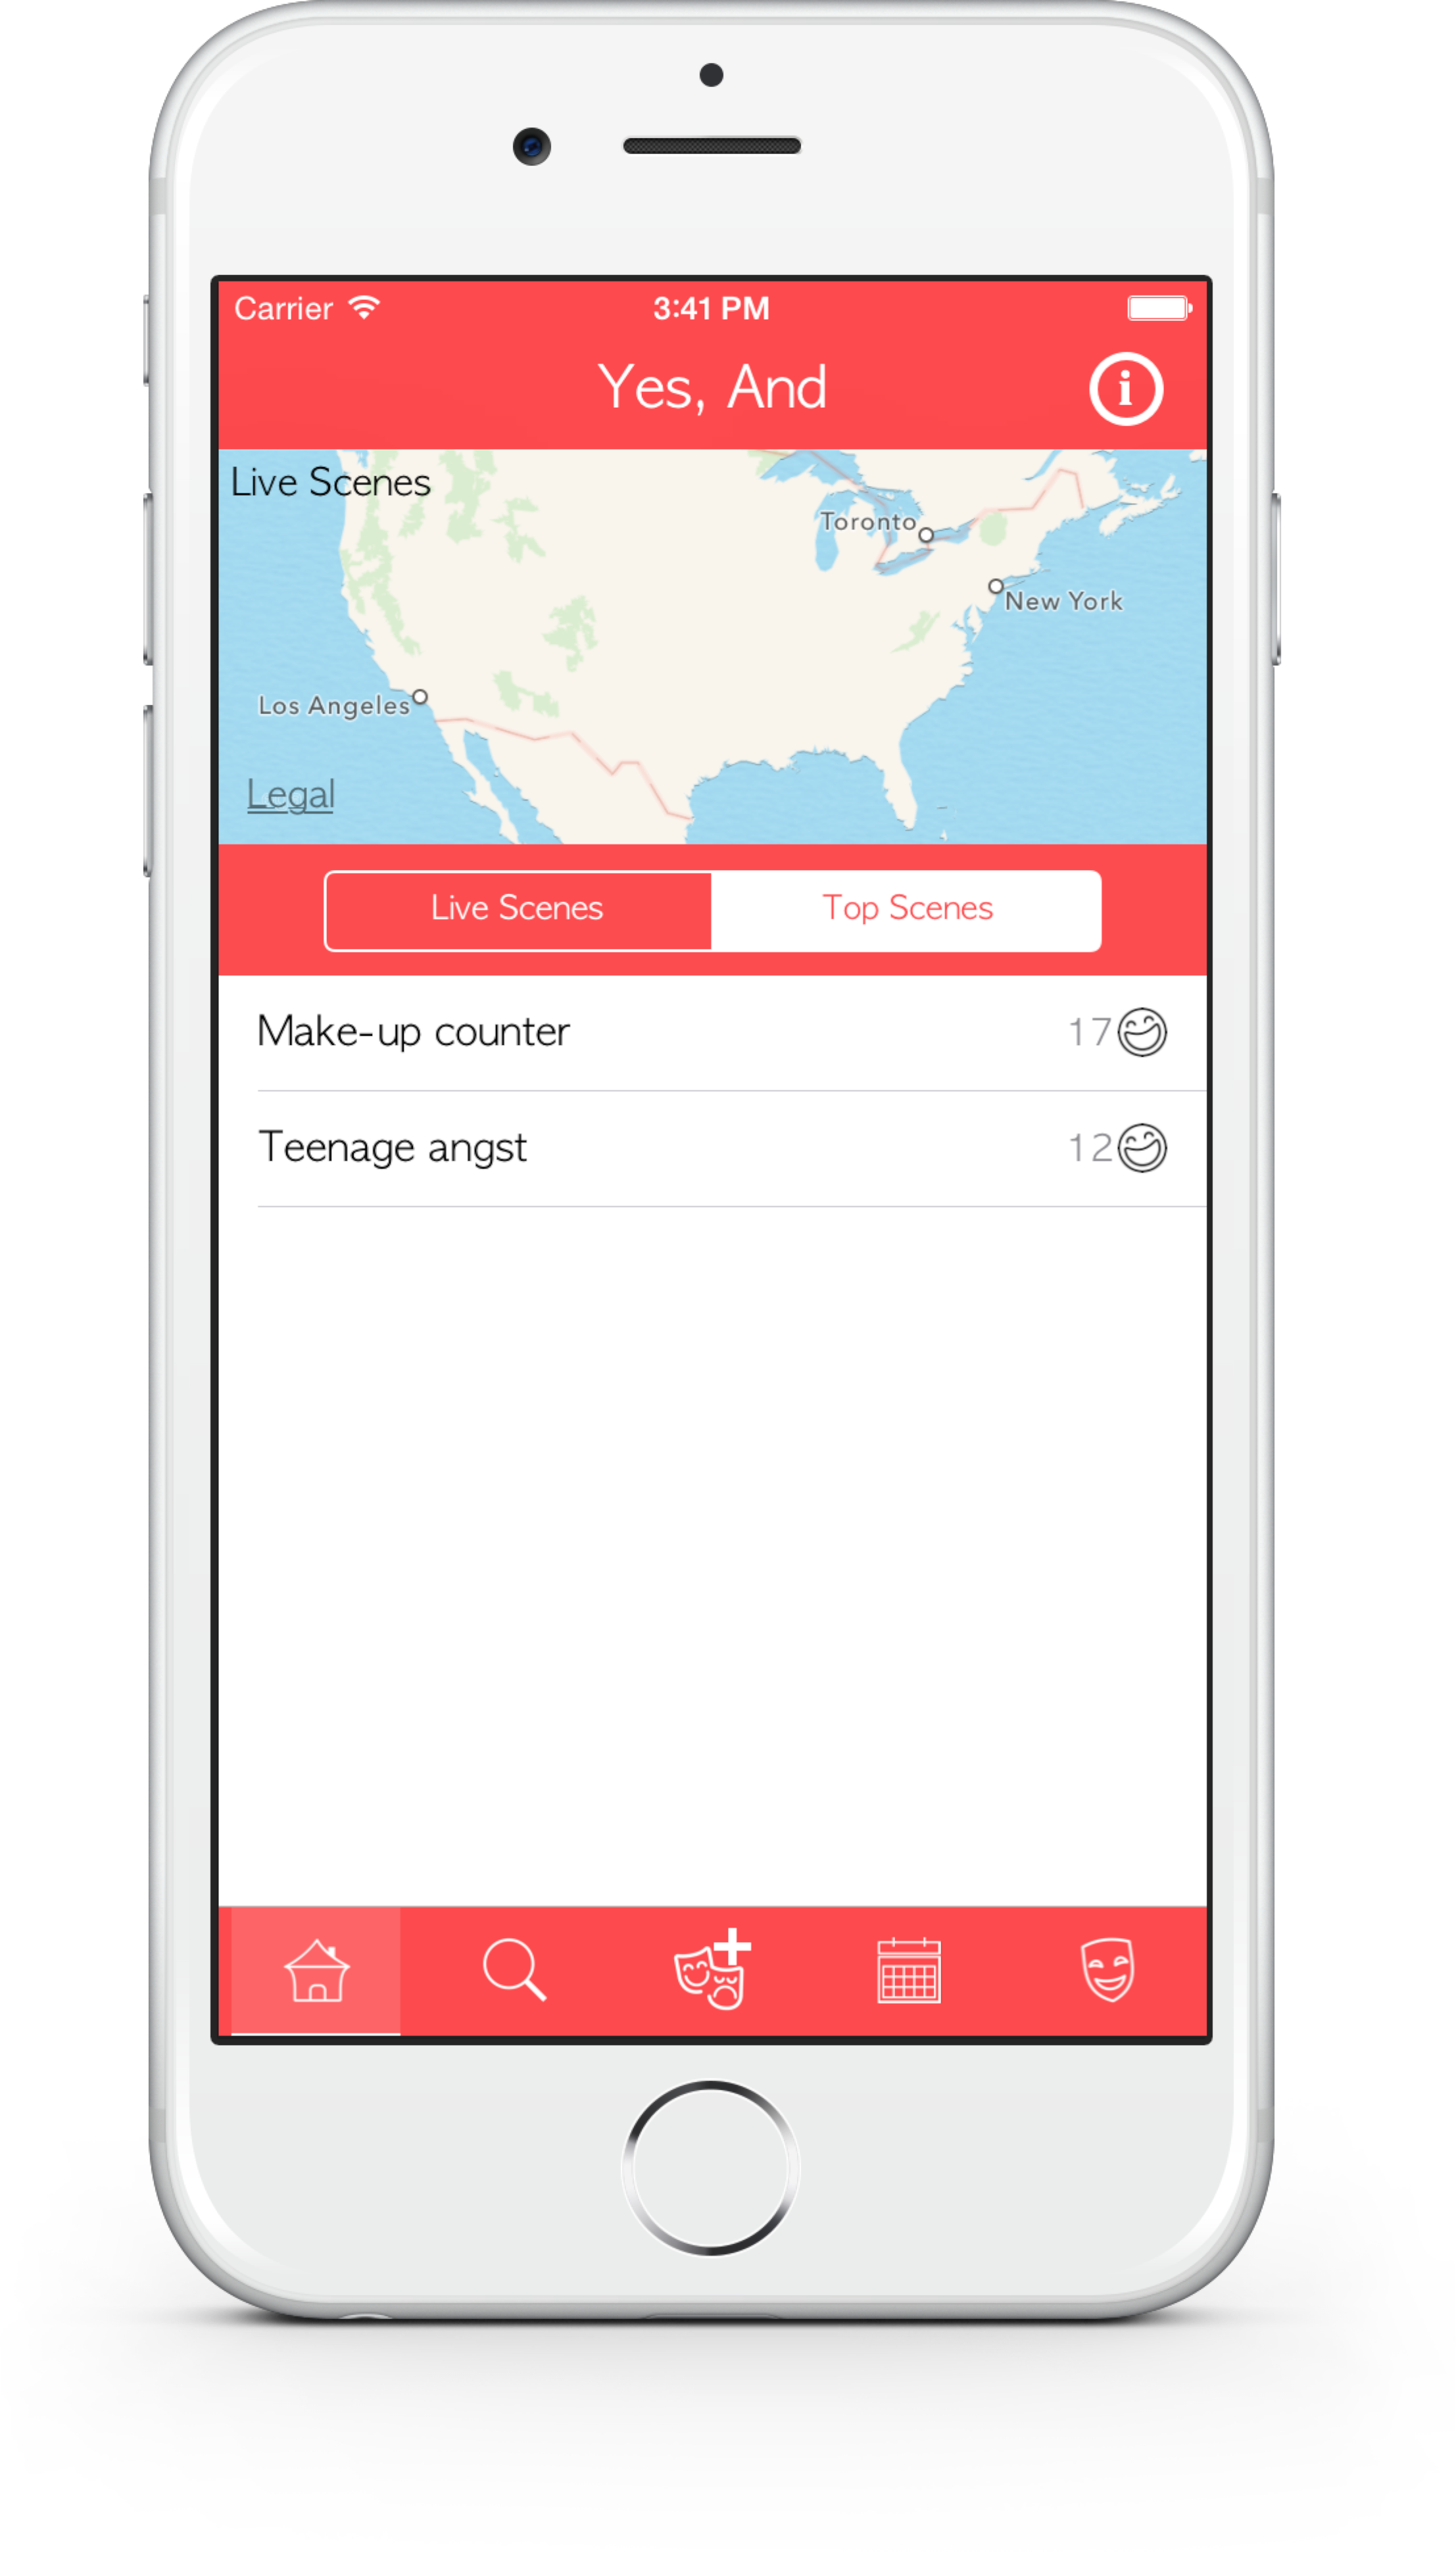 Carrier 3:41 PM
Yes, And
Live Scenes
Toronto
New York
Los Angeles
Legal
Live Scenes Top Scenes
Make-up counter 17
Teenage angst 12